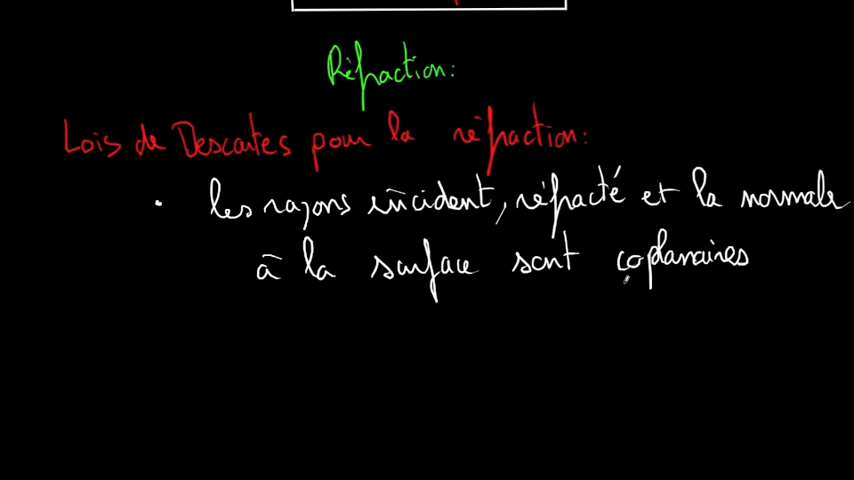 Réfraction:
Lois de Descartes pour la réfraction:
. les rayons incident, réfracté et la normale
à la surface sont coplanaires